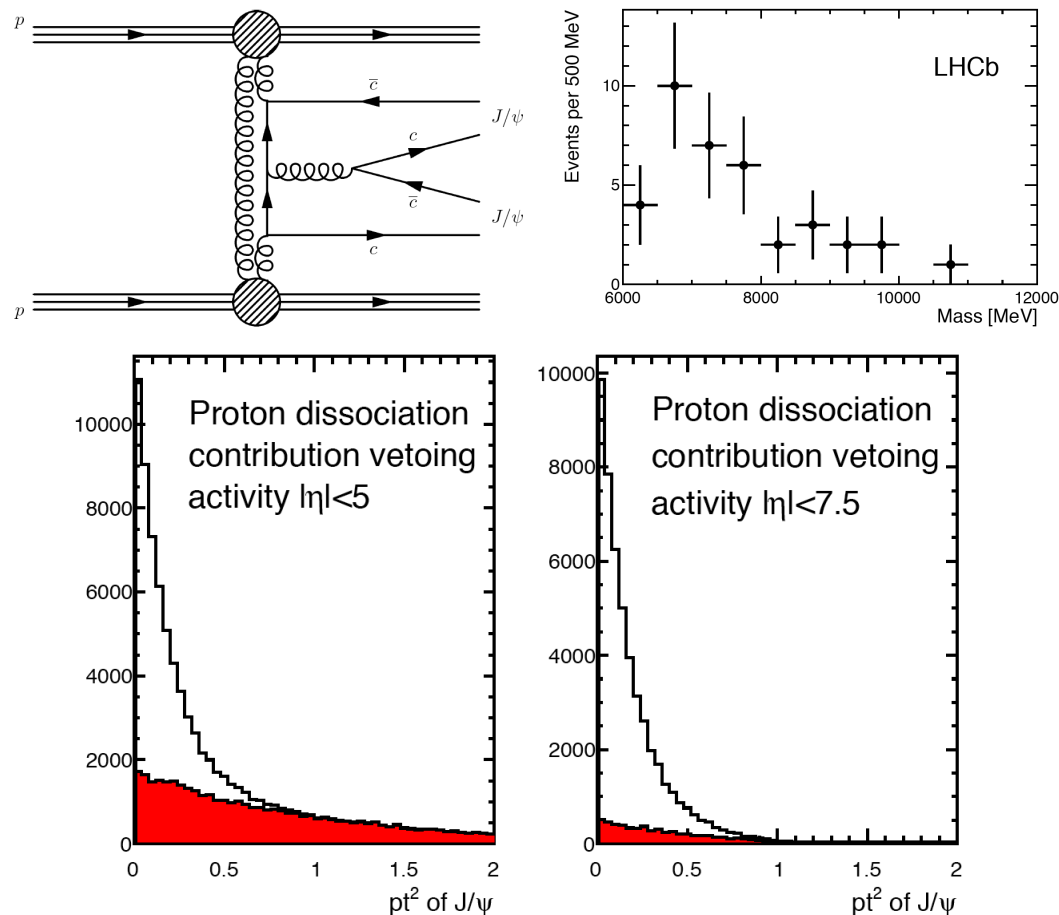 p
c̅
J/ψ
c
c̅
J/ψ
c
p
Events per 500 MeV
10
5
0
LHCb
6000 8000 10000 12000
Mass [MeV]
10000
8000
6000
4000
2000
0
Proton dissociation
contribution vetoing
activity |η|<5
0 0.5 1 1.5 2
pt² of J/ψ
10000
8000
6000
4000
2000
0
Proton dissociation
contribution vetoing
activity |η|<7.5
0 0.5 1 1.5 2
pt² of J/ψ